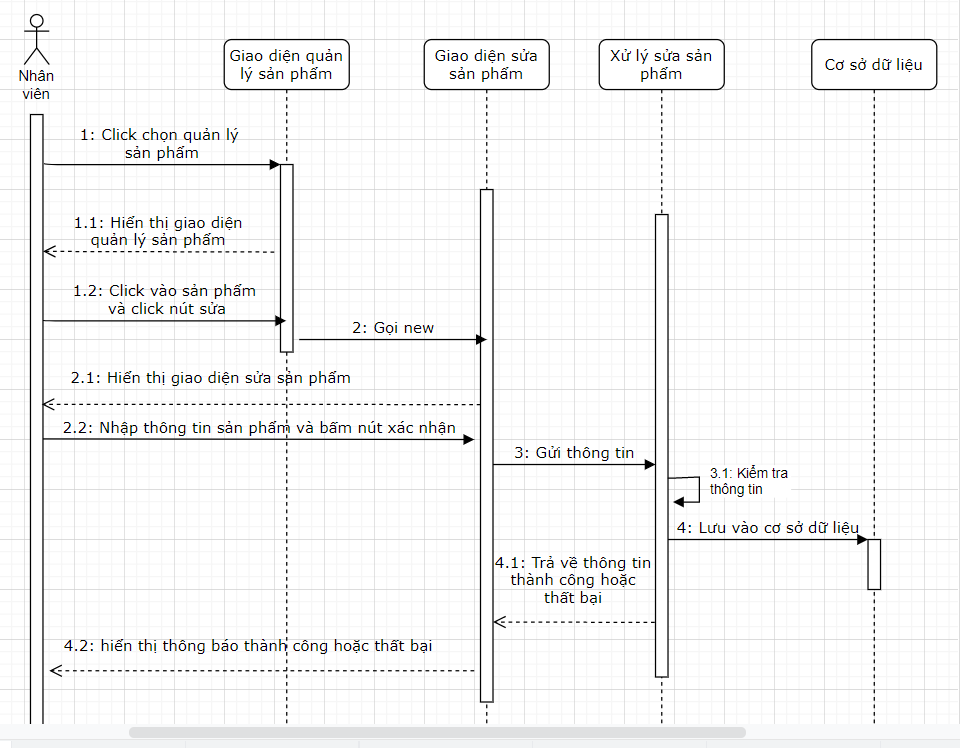 Nhân
viên
Giao diện quản
lý sản phẩm
Giao diện sửa
sản phẩm
Xử lý sửa sản
phẩm
Cơ sở dữ liệu
1: Click chọn quản lý
sản phẩm
1.1: Hiển thị giao diện
quản lý sản phẩm
1.2: Click vào sản phẩm
và click nút sửa
2: Gọi new
2.1: Hiển thị giao diện sửa sản phẩm
2.2: Nhập thông tin sản phẩm và bấm nút xác nhận
3: Gửi thông tin
3.1: Kiểm tra
thông tin
4: Lưu vào cơ sở dữ liệu
4.1: Trả về thông tin
thành công hoặc
thất bại
4.2: hiển thị thông báo thành công hoặc thất bại